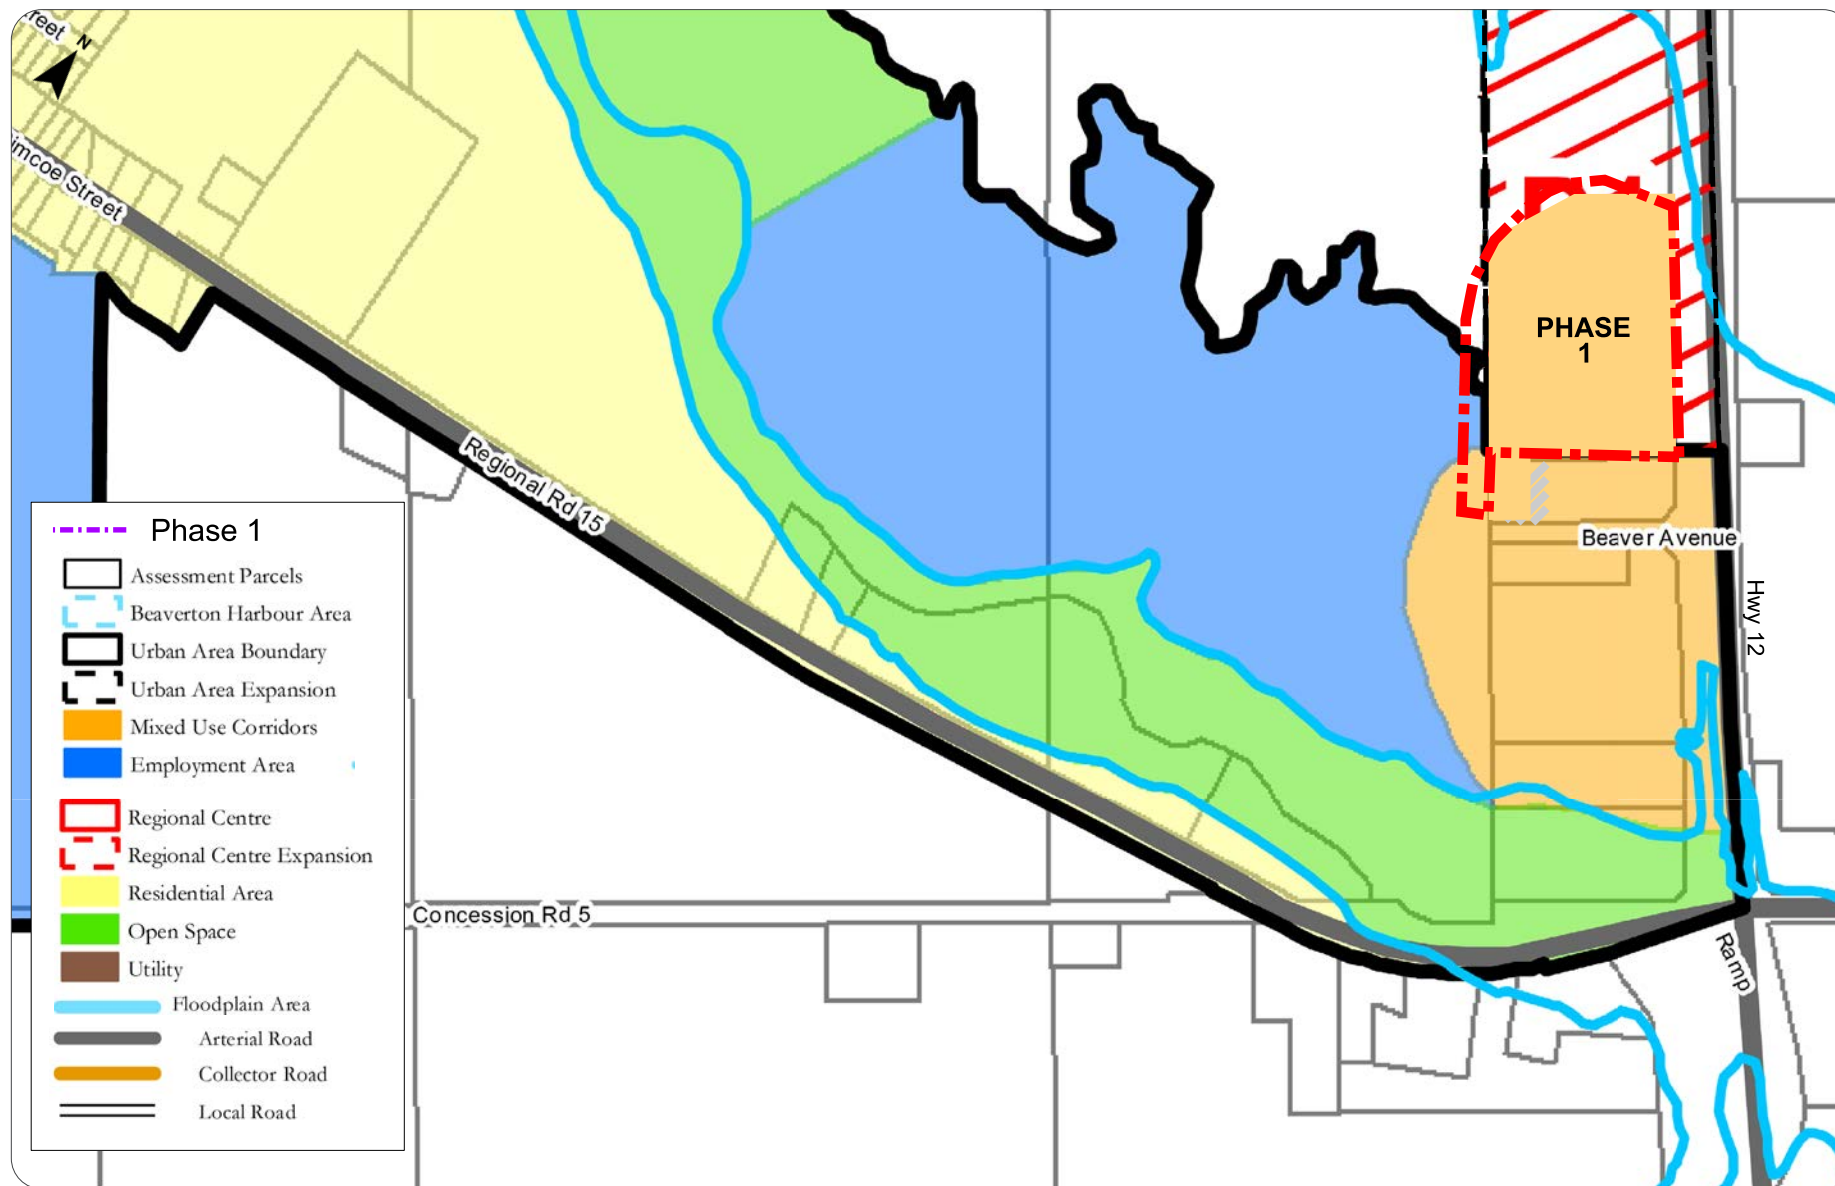 reet
N
imcoe Street
Regional Rd 15
PHASE
1
Beaver Avenue
Hwy 12
Concession Rd 5
Ramp
Phase 1
Assessment Parcels
Beaverton Harbour Area
Urban Area Boundary
Urban Area Expansion
Mixed Use Corridors
Employment Area
Regional Centre
Regional Centre Expansion
Residential Area
Open Space
Utility
Floodplain Area
Arterial Road
Collector Road
Local Road